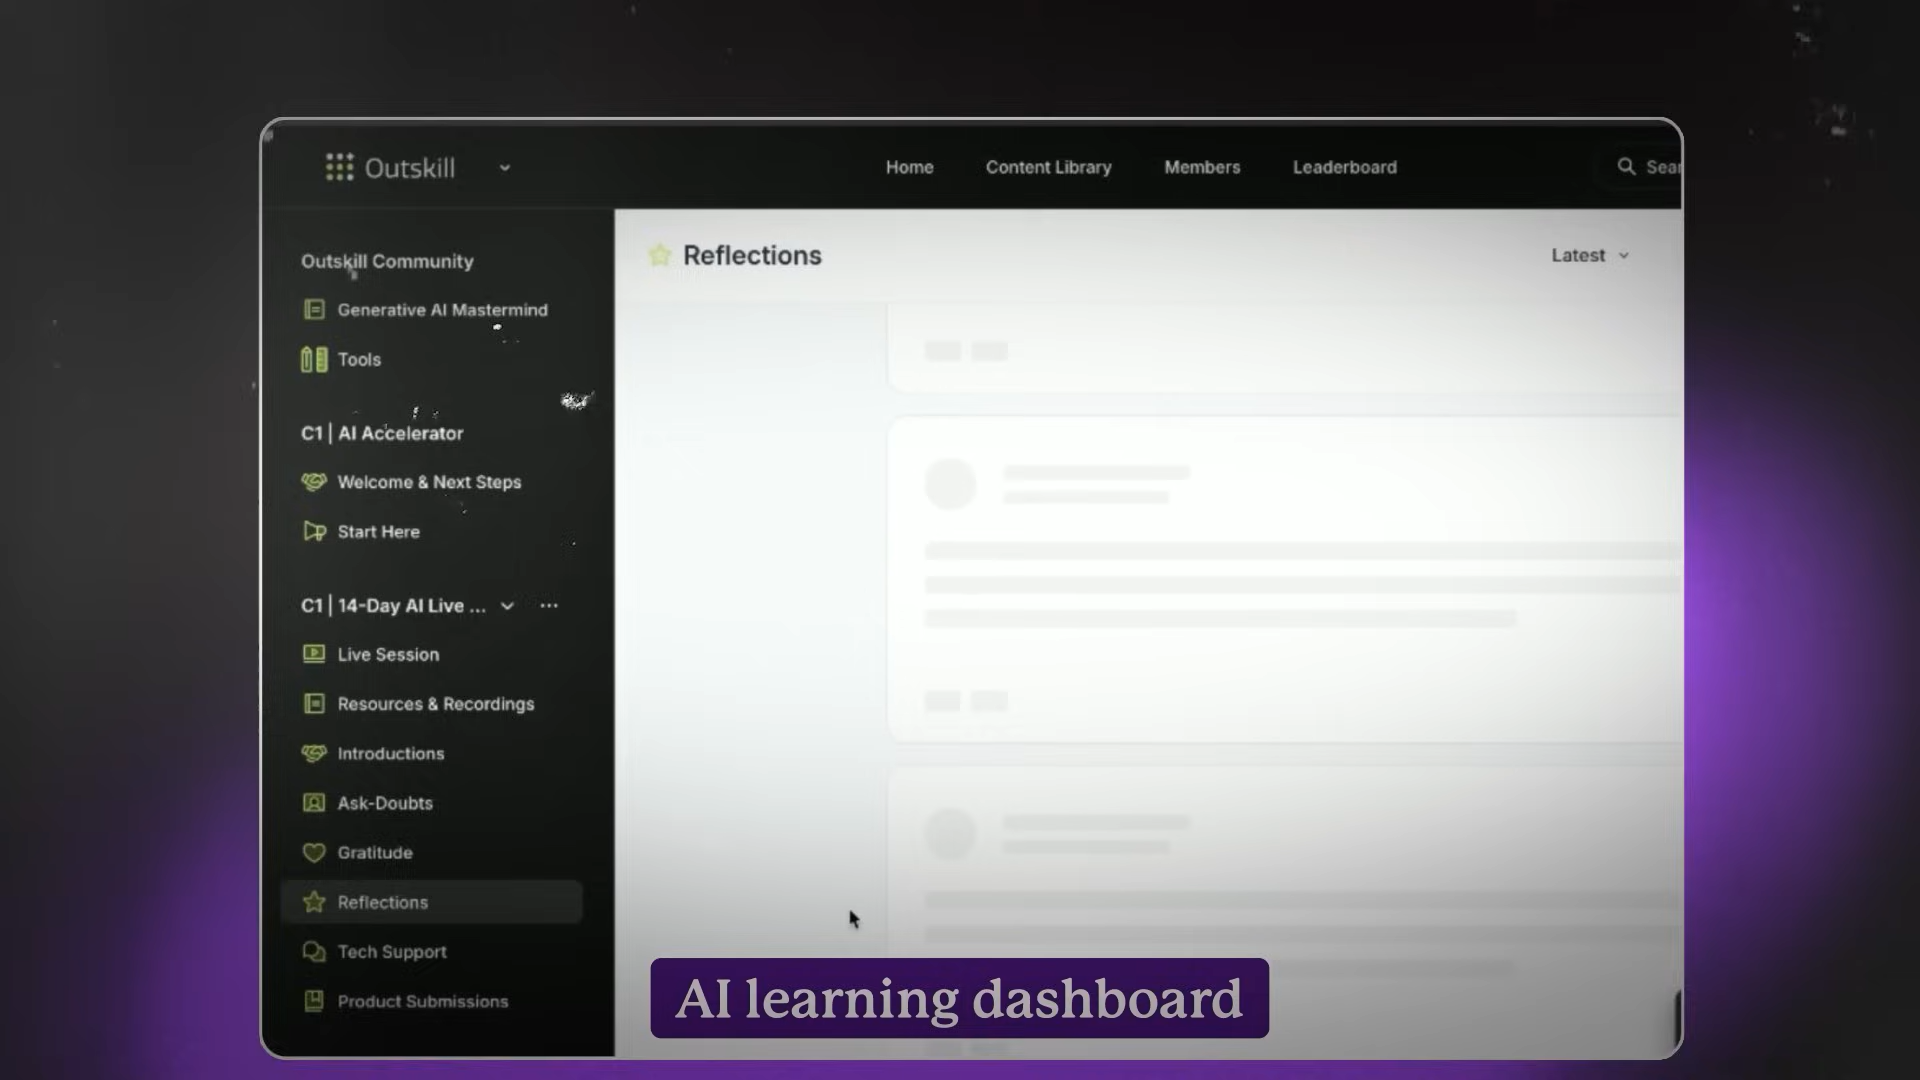 Outskill
Home
Content Library
Members
Leaderboard
Outskill Community
Generative AI Mastermind
Tools
C1 | AI Accelerator
Welcome & Next Steps
Start Here
C1 | 14-Day AI Live ...
Live Session
Resources & Recordings
Introductions
Ask-Doubts
Gratitude
Reflections
Tech Support
Product Submissions
Reflections
Latest
AI learning dashboard